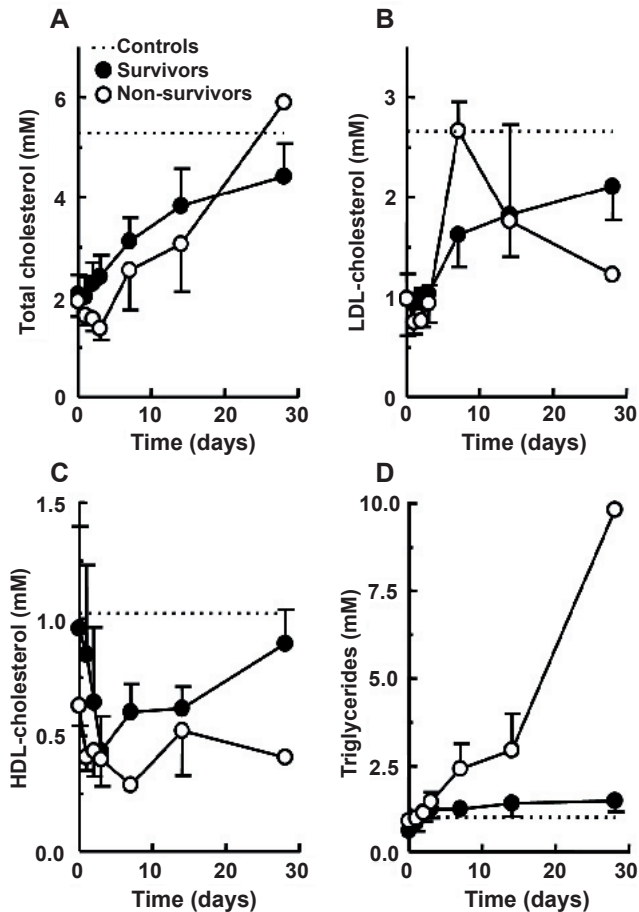 A
Controls
Survivors
Non-survivors
Total cholesterol (mM)
6
4
2
0
0 10 20 30
Time (days)
B
LDL-cholesterol (mM)
3
2
1
0
0 10 20 30
Time (days)
C
HDL-cholesterol (mM)
1.5
1.0
0.5
0.0
0 10 20 30
Time (days)
D
Triglycerides (mM)
10.0
7.5
5.0
2.5
0.0
0 10 20 30
Time (days)